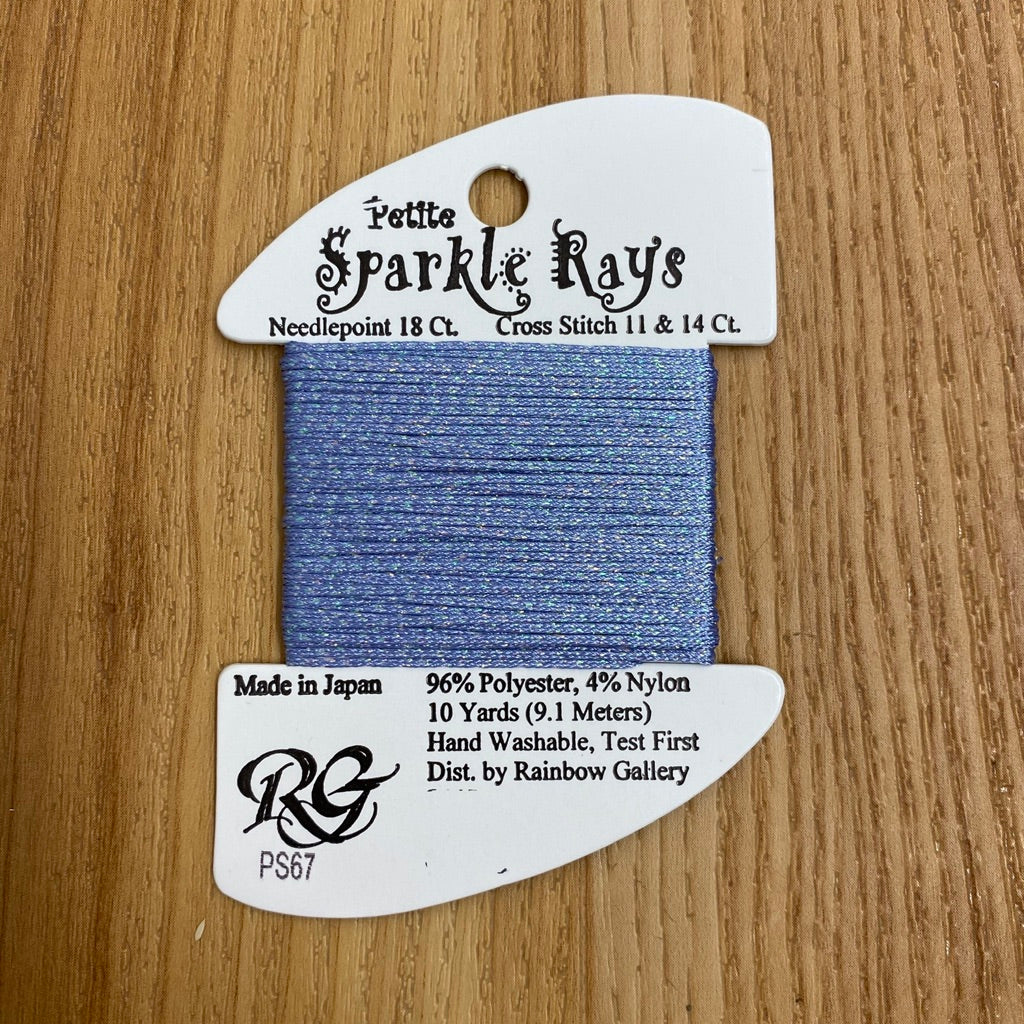 Petite
Sparkle Rays
Needlepoint 18 Ct. Cross Stitch 11 & 14 Ct.
Made in Japan
96% Polyester, 4% Nylon
10 Yards (9.1 Meters)
Hand Washable, Test First
Dist. by Rainbow Gallery
RG
PS67